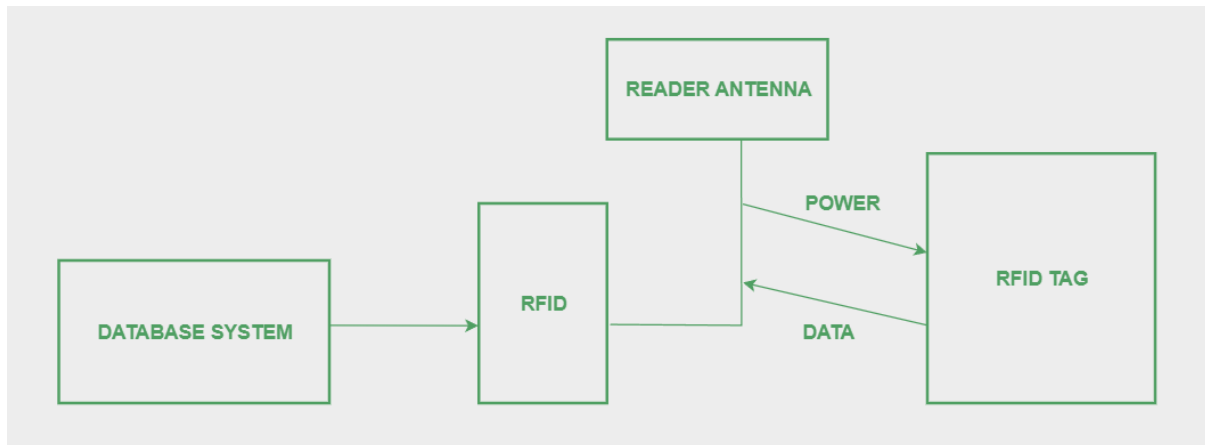 READER ANTENNA
POWER
RFID TAG
RFID
DATABASE SYSTEM
DATA